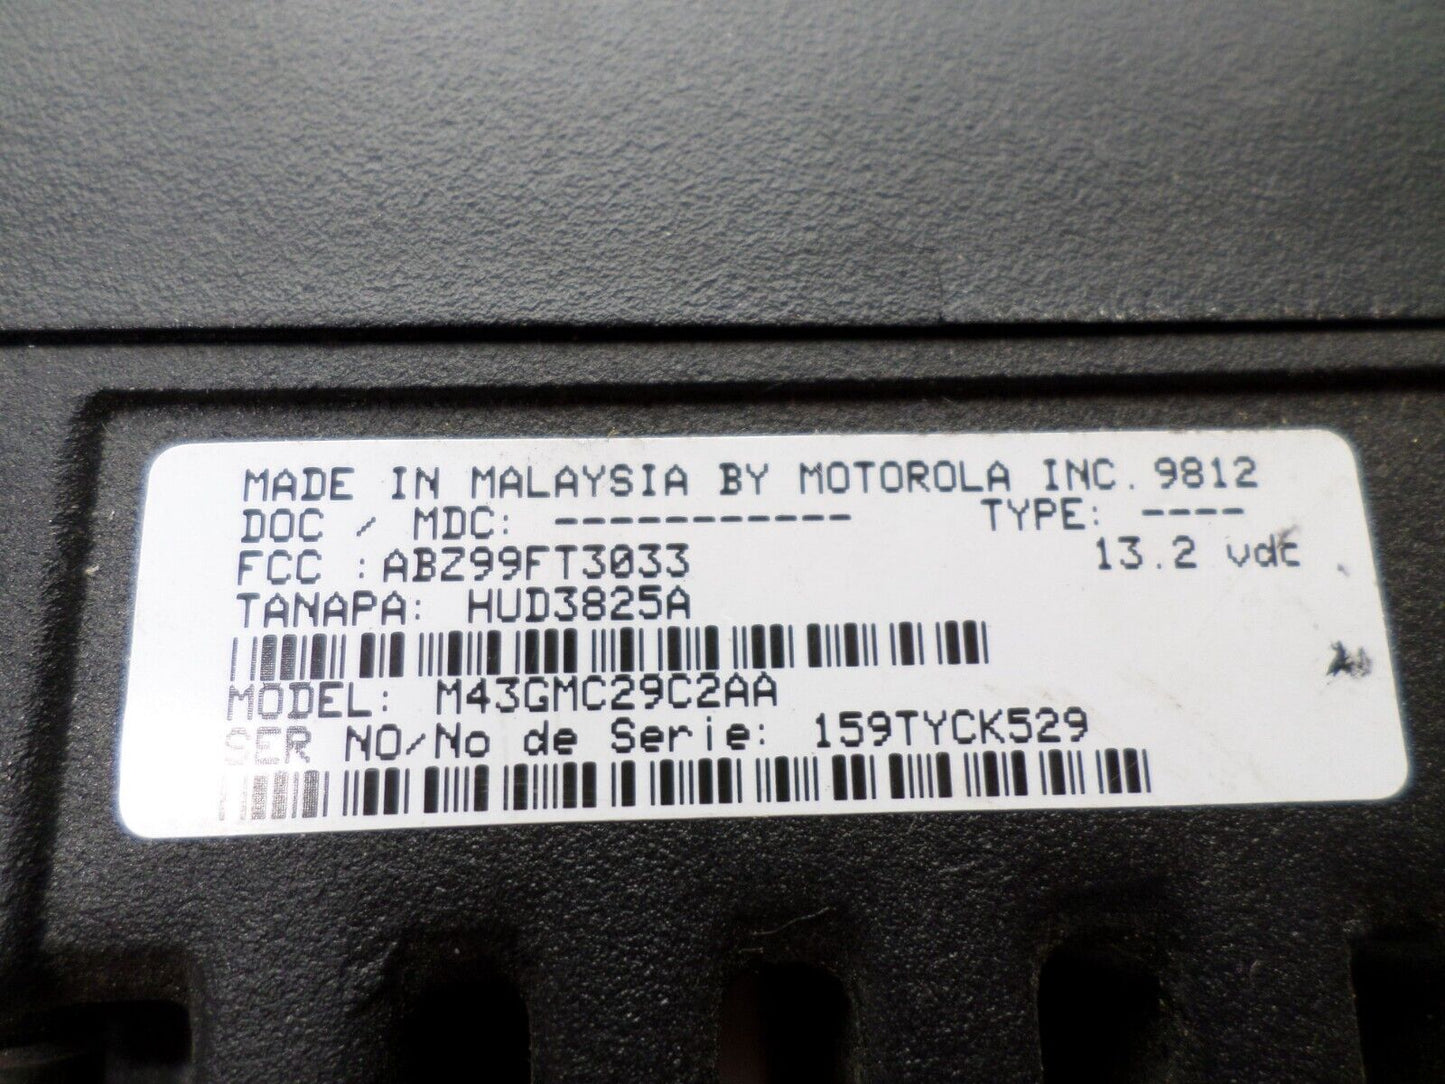 MADE IN MALAYSIA BY MOTOROLA INC. 9812
DOC / MDC: ----------- TYPE: ----
FCC :ABZ99FT3033 13.2 vdc
TANAPA: HUD3825A
MODEL: M43GMC29C2AA
SER NO/No de Serie: 159TYCK529